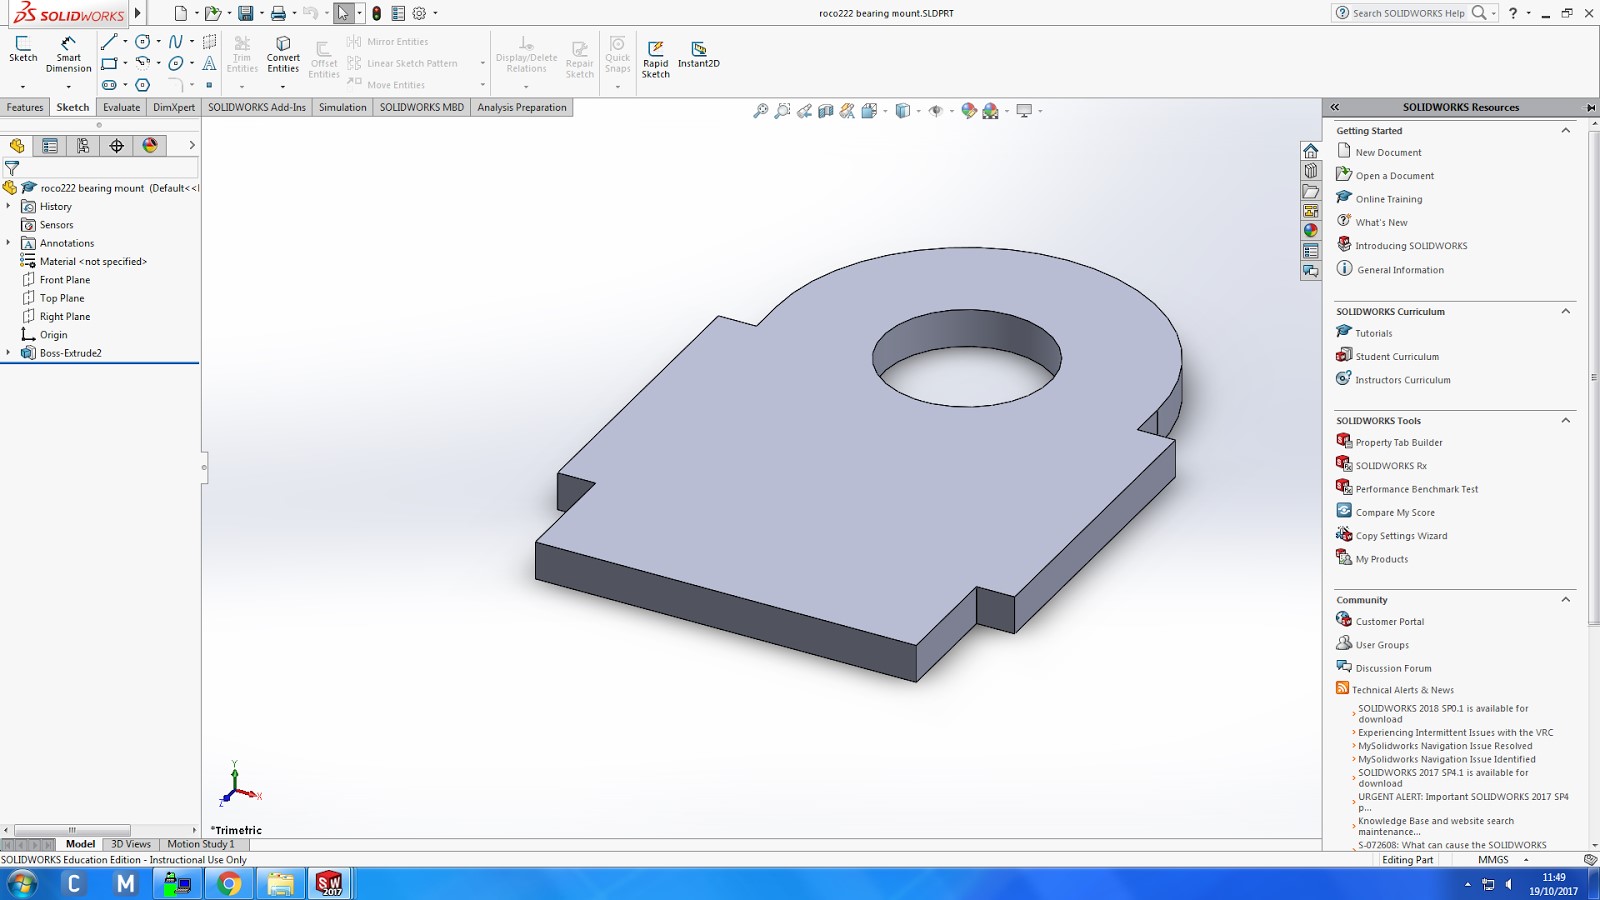 SOLIDWORKS
roco222 bearing mount.SLDPRT
Search SOLIDWORKS Help
?
Sketch
Smart Dimension
Trim Entities
Convert Entities
Offset Entities
Mirror Entities
Linear Sketch Pattern
Move Entities
Display/Delete Relations
Repair Sketch
Quick Snaps
Rapid Sketch
Instant2D
Features
Sketch
Evaluate
DimXpert
SOLIDWORKS Add-Ins
Simulation
SOLIDWORKS MBD
Analysis Preparation
roco222 bearing mount (Default<<
History
Sensors
Annotations
Material <not specified>
Front Plane
Top Plane
Right Plane
Origin
Boss-Extrude2
Y
X
Z
*Trimetric
SOLIDWORKS Resources
Getting Started
New Document
Open a Document
Online Training
What's New
Introducing SOLIDWORKS
General Information
SOLIDWORKS Curriculum
Tutorials
Student Curriculum
Instructors Curriculum
SOLIDWORKS Tools
Property Tab Builder
SOLIDWORKS Rx
Performance Benchmark Test
Compare My Score
Copy Settings Wizard
My Products
Community
Customer Portal
User Groups
Discussion Forum
Technical Alerts & News
SOLIDWORKS 2018 SP0.1 is available for
download
Experiencing Intermittent Issues with the VRC
MySolidworks Navigation Issue Resolved
MySolidworks Navigation Issue Identified
SOLIDWORKS 2017 SP4.1 is available for
download
URGENT ALERT: Important SOLIDWORKS 2017 SP4
p...
Knowledge Base and website search
maintenance...
S-072608: What can cause the SOLIDWORKS
Model
3D Views
Motion Study 1
SOLIDWORKS Education Edition - Instructional Use Only
Editing Part
MMGS
C
M
SW
2017
11:49
19/10/2017